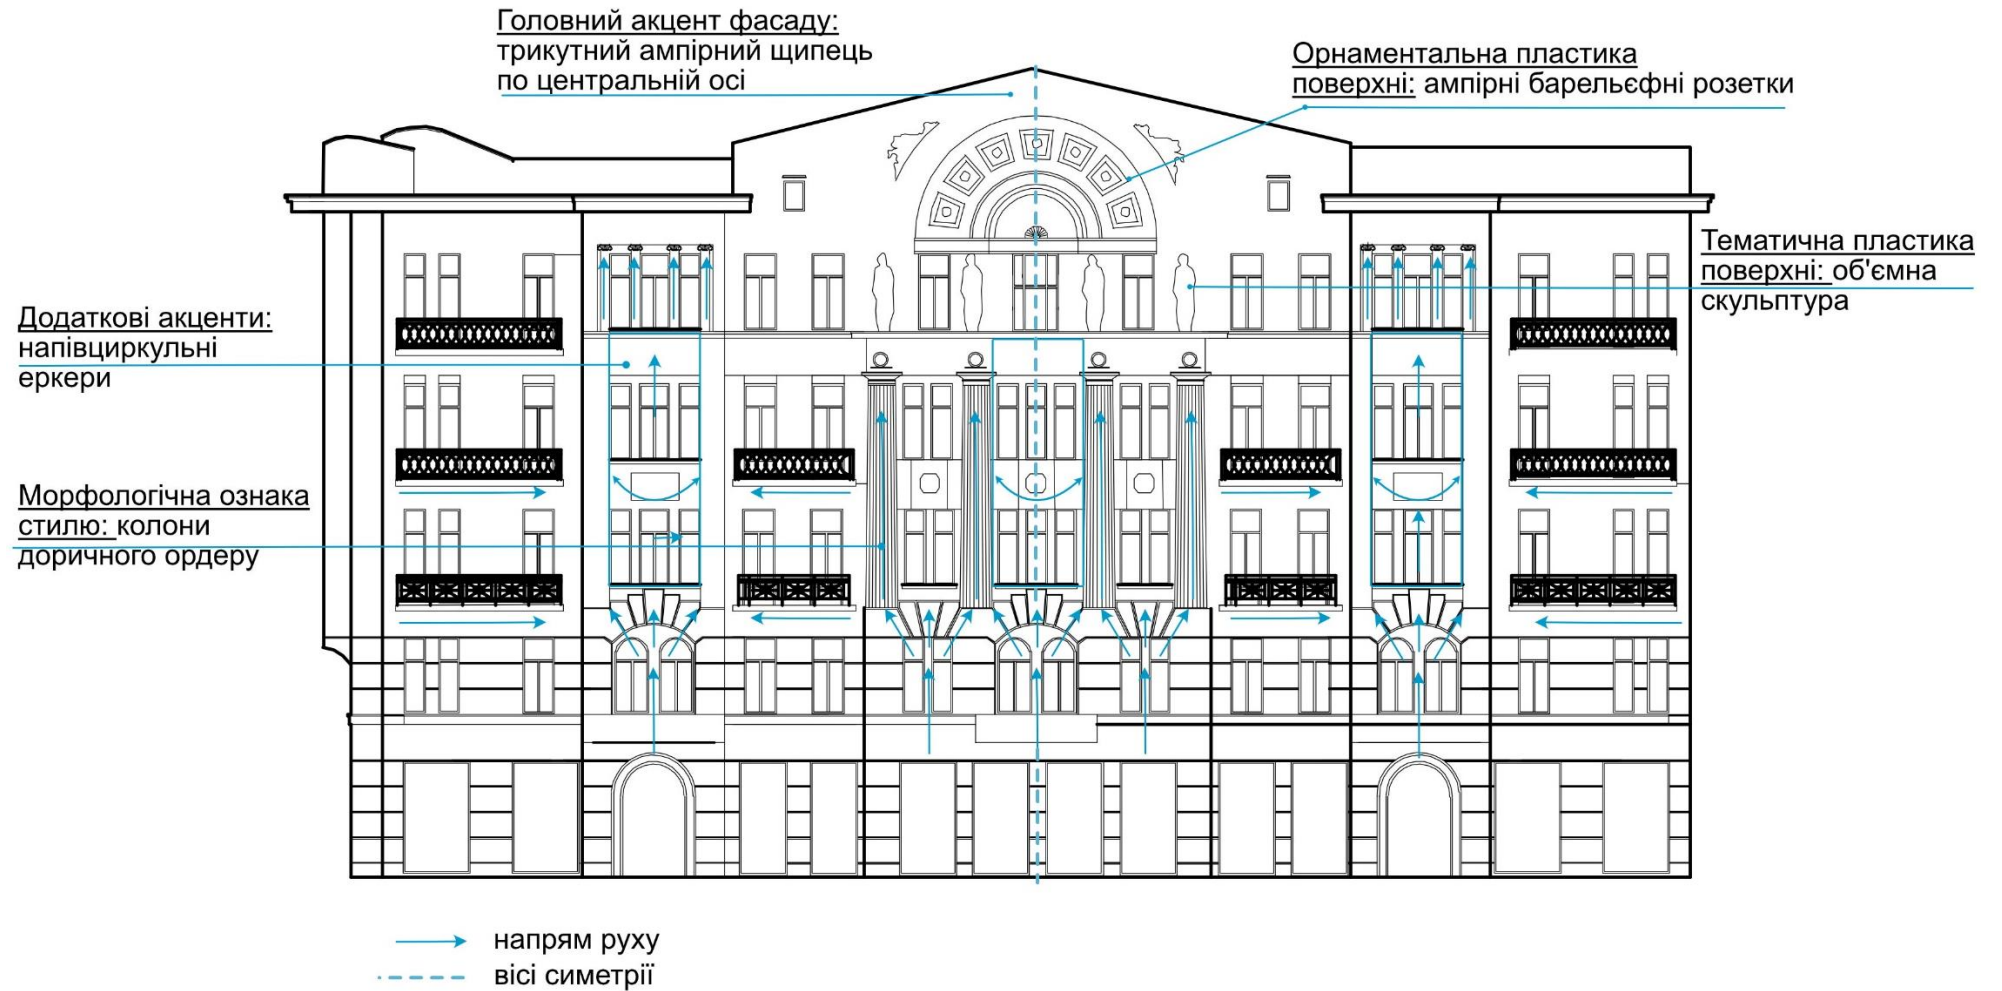 Головний акцент фасаду:
трикутний ампірний щипець
по центральній осі
Орнаментальна пластика
поверхні: ампірні барельєфні розетки
Тематична пластика
поверхні: об'ємна
скульптура
Додаткові акценти:
напівциркульні
еркери
Морфологічна ознака
стилю: колони
доричного ордеру
напрям руху
вісі симетрії